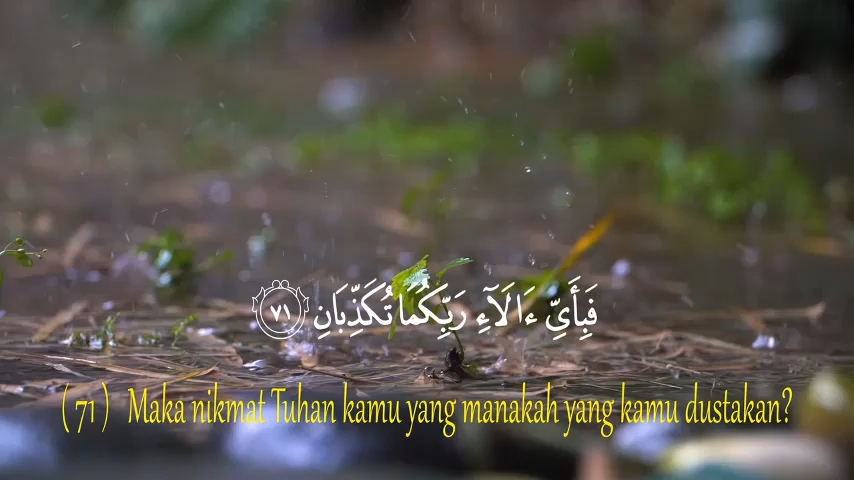 فَبِأَيِّ ءَالَآءِ رَبِّكُمَا تُكَذِّبَانِ ٧١
( 71 ) Maka nikmat Tuhan kamu yang manakah yang kamu dustakan?